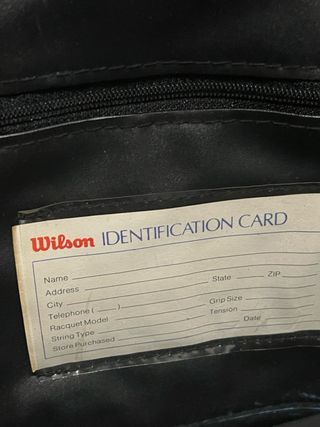 Wilson IDENTIFICATION CARD
Name
Address
City State ZIP
Telephone ( )
Racquet Model Grip Size
String Type Tension
Store Purchased Date